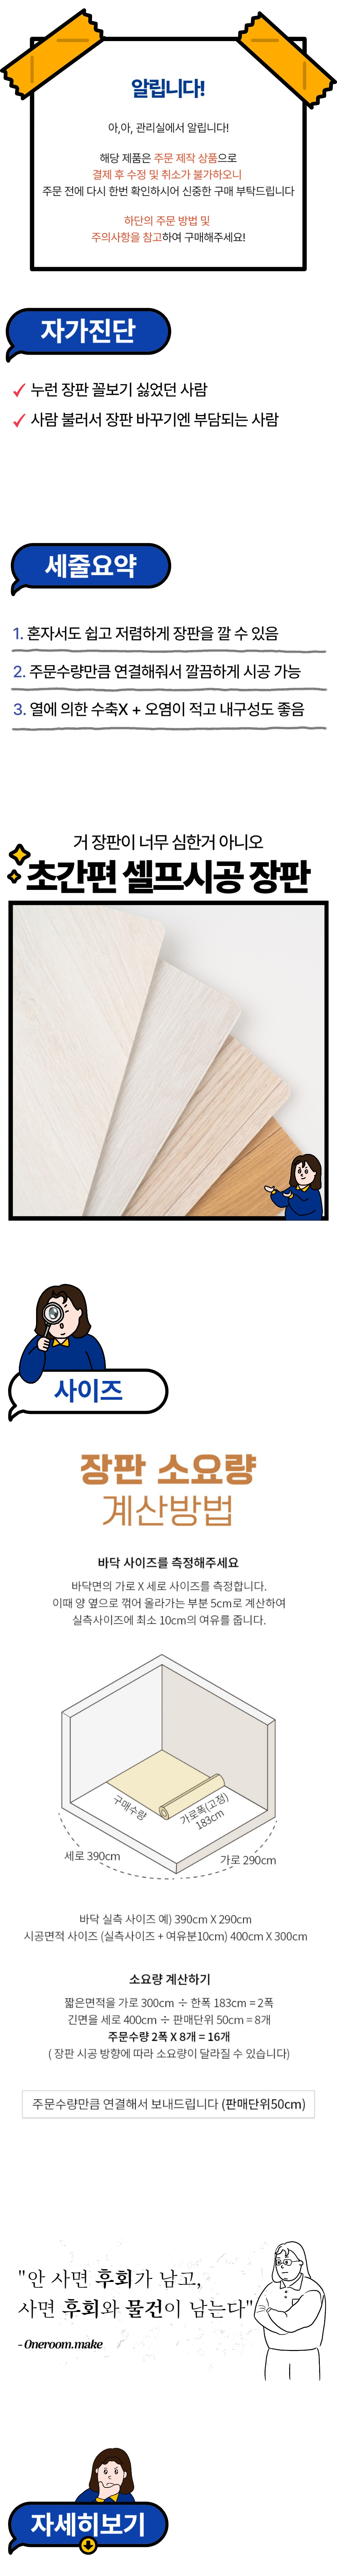 알립니다!
아,아, 관리실에서 알립니다!
해당 제품은 주문 제작 상품으로
결제 후 수정 및 취소가 불가하오니
주문 전에 다시 한번 확인하시어 신중한 구매 부탁드립니다
하단의 주문 방법 및
주의사항을 참고하여 구매해주세요!
자가진단
누런 장판 꼴보기 싫었던 사람
사람 불러서 장판 바꾸기엔 부담되는 사람
세줄요약
1. 혼자서도 쉽고 저렴하게 장판을 깔 수 있음
2. 주문수량만큼 연결해줘서 깔끔하게 시공 가능
3. 열에 의한 수축X + 오염이 적고 내구성도 좋음
거 장판이 너무 심한거 아니오
초간편 셀프시공 장판
사이즈
장판 소요량
계산방법
바닥 사이즈를 측정해주세요
바닥면의 가로 X 세로 사이즈를 측정합니다.
이때 양 옆으로 꺾어 올라가는 부분 5cm로 계산하여
실측사이즈에 최소 10cm의 여유를 줍니다.
구매수량
가로폭(고정)
183cm
세로 390cm
가로 290cm
바닥 실측 사이즈 예) 390cm X 290cm
시공면적 사이즈 (실측사이즈 + 여유분10cm) 400cm X 300cm
소요량 계산하기
짧은면적을 가로 300cm ÷ 한폭 183cm = 2폭
긴면을 세로 400cm ÷ 판매단위 50cm = 8개
주문수량 2폭 X 8개 = 16개
( 장판 시공 방향에 따라 소요량이 달라질 수 있습니다)
주문수량만큼 연결해서 보내드립니다 (판매단위50cm)
"안 사면 후회가 남고,
사면 후회와 물건이 남는다"
- Oneroom.make
자세히보기